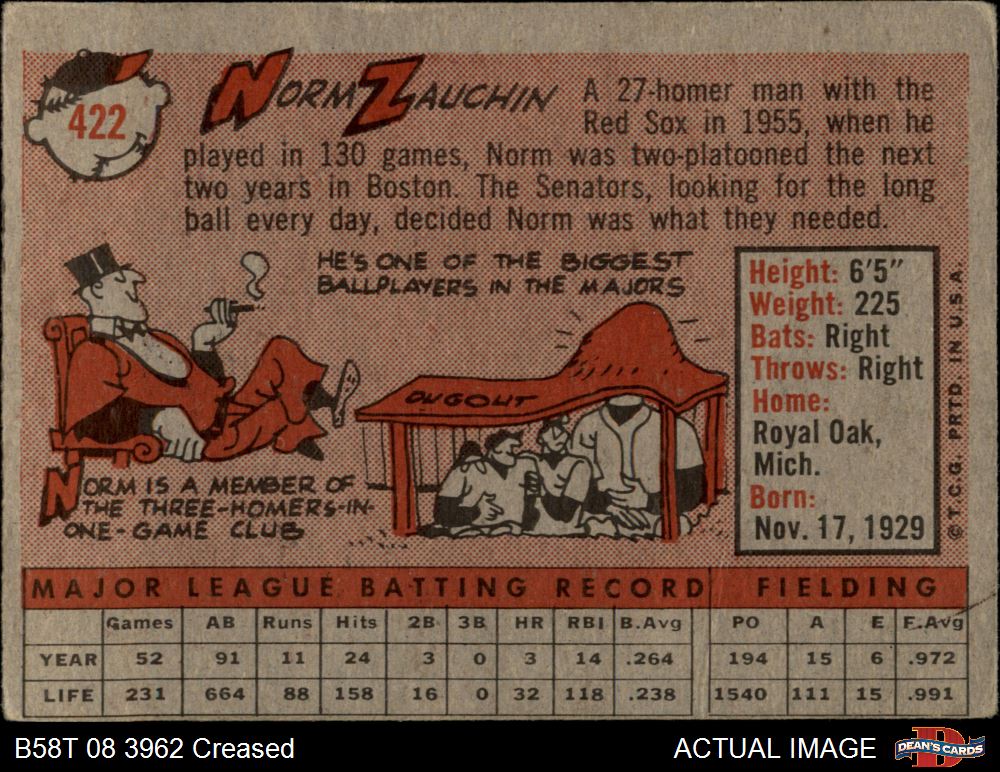 422
NORM ZAUCHIN
A 27-homer man with the
Red Sox in 1955, when he
played in 130 games, Norm was two-platooned the next
two years in Boston. The Senators, looking for the long
ball every day, decided Norm was what they needed.
HE'S ONE OF THE BIGGEST
BALLPLAYERS IN THE MAJORS
DUGOUT
NORM IS A MEMBER OF
THE THREE-HOMERS-IN-
ONE-GAME CLUB
Height: 6'5"
Weight: 225
Bats: Right
Throws: Right
Home:
Royal Oak,
Mich.
Born:
Nov. 17, 1929
© T.C.G. PRTD. IN U.S.A.
MAJOR LEAGUE BATTING RECORD FIELDING
Games AB Runs Hits 2B 3B HR RBI B.Avg PO A E F.Avg
YEAR 52 91 11 24 3 0 3 14 .264 194 15 6 .972
LIFE 231 664 88 158 16 0 32 118 .238 1540 111 15 .991
B58T 08 3962 Creased
ACTUAL IMAGE
DEAN'S CARDS